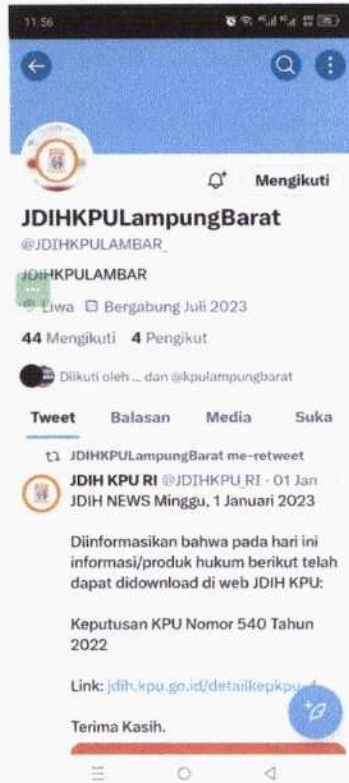 11:56
Mengikuti
JDIHKPULampungBarat
@JDIHKPULAMBAR_
JDIHKPULAMBAR
Liwa Bergabung Juli 2023
44 Mengikuti 4 Pengikut
Diikuti oleh ... dan @kpulampungbarat
Tweet Balasan Media Suka
JDIHKPULampungBarat me-retweet
JDIH KPU RI @JDIHKPU_RI · 01 Jan
JDIH NEWS Minggu, 1 Januari 2023
Diinformasikan bahwa pada hari ini
informasi/produk hukum berikut telah
dapat didownload di web JDIH KPU:
Keputusan KPU Nomor 540 Tahun
2022
Link: jdih.kpu.go.id/detailkepkpu-4
Terima Kasih.